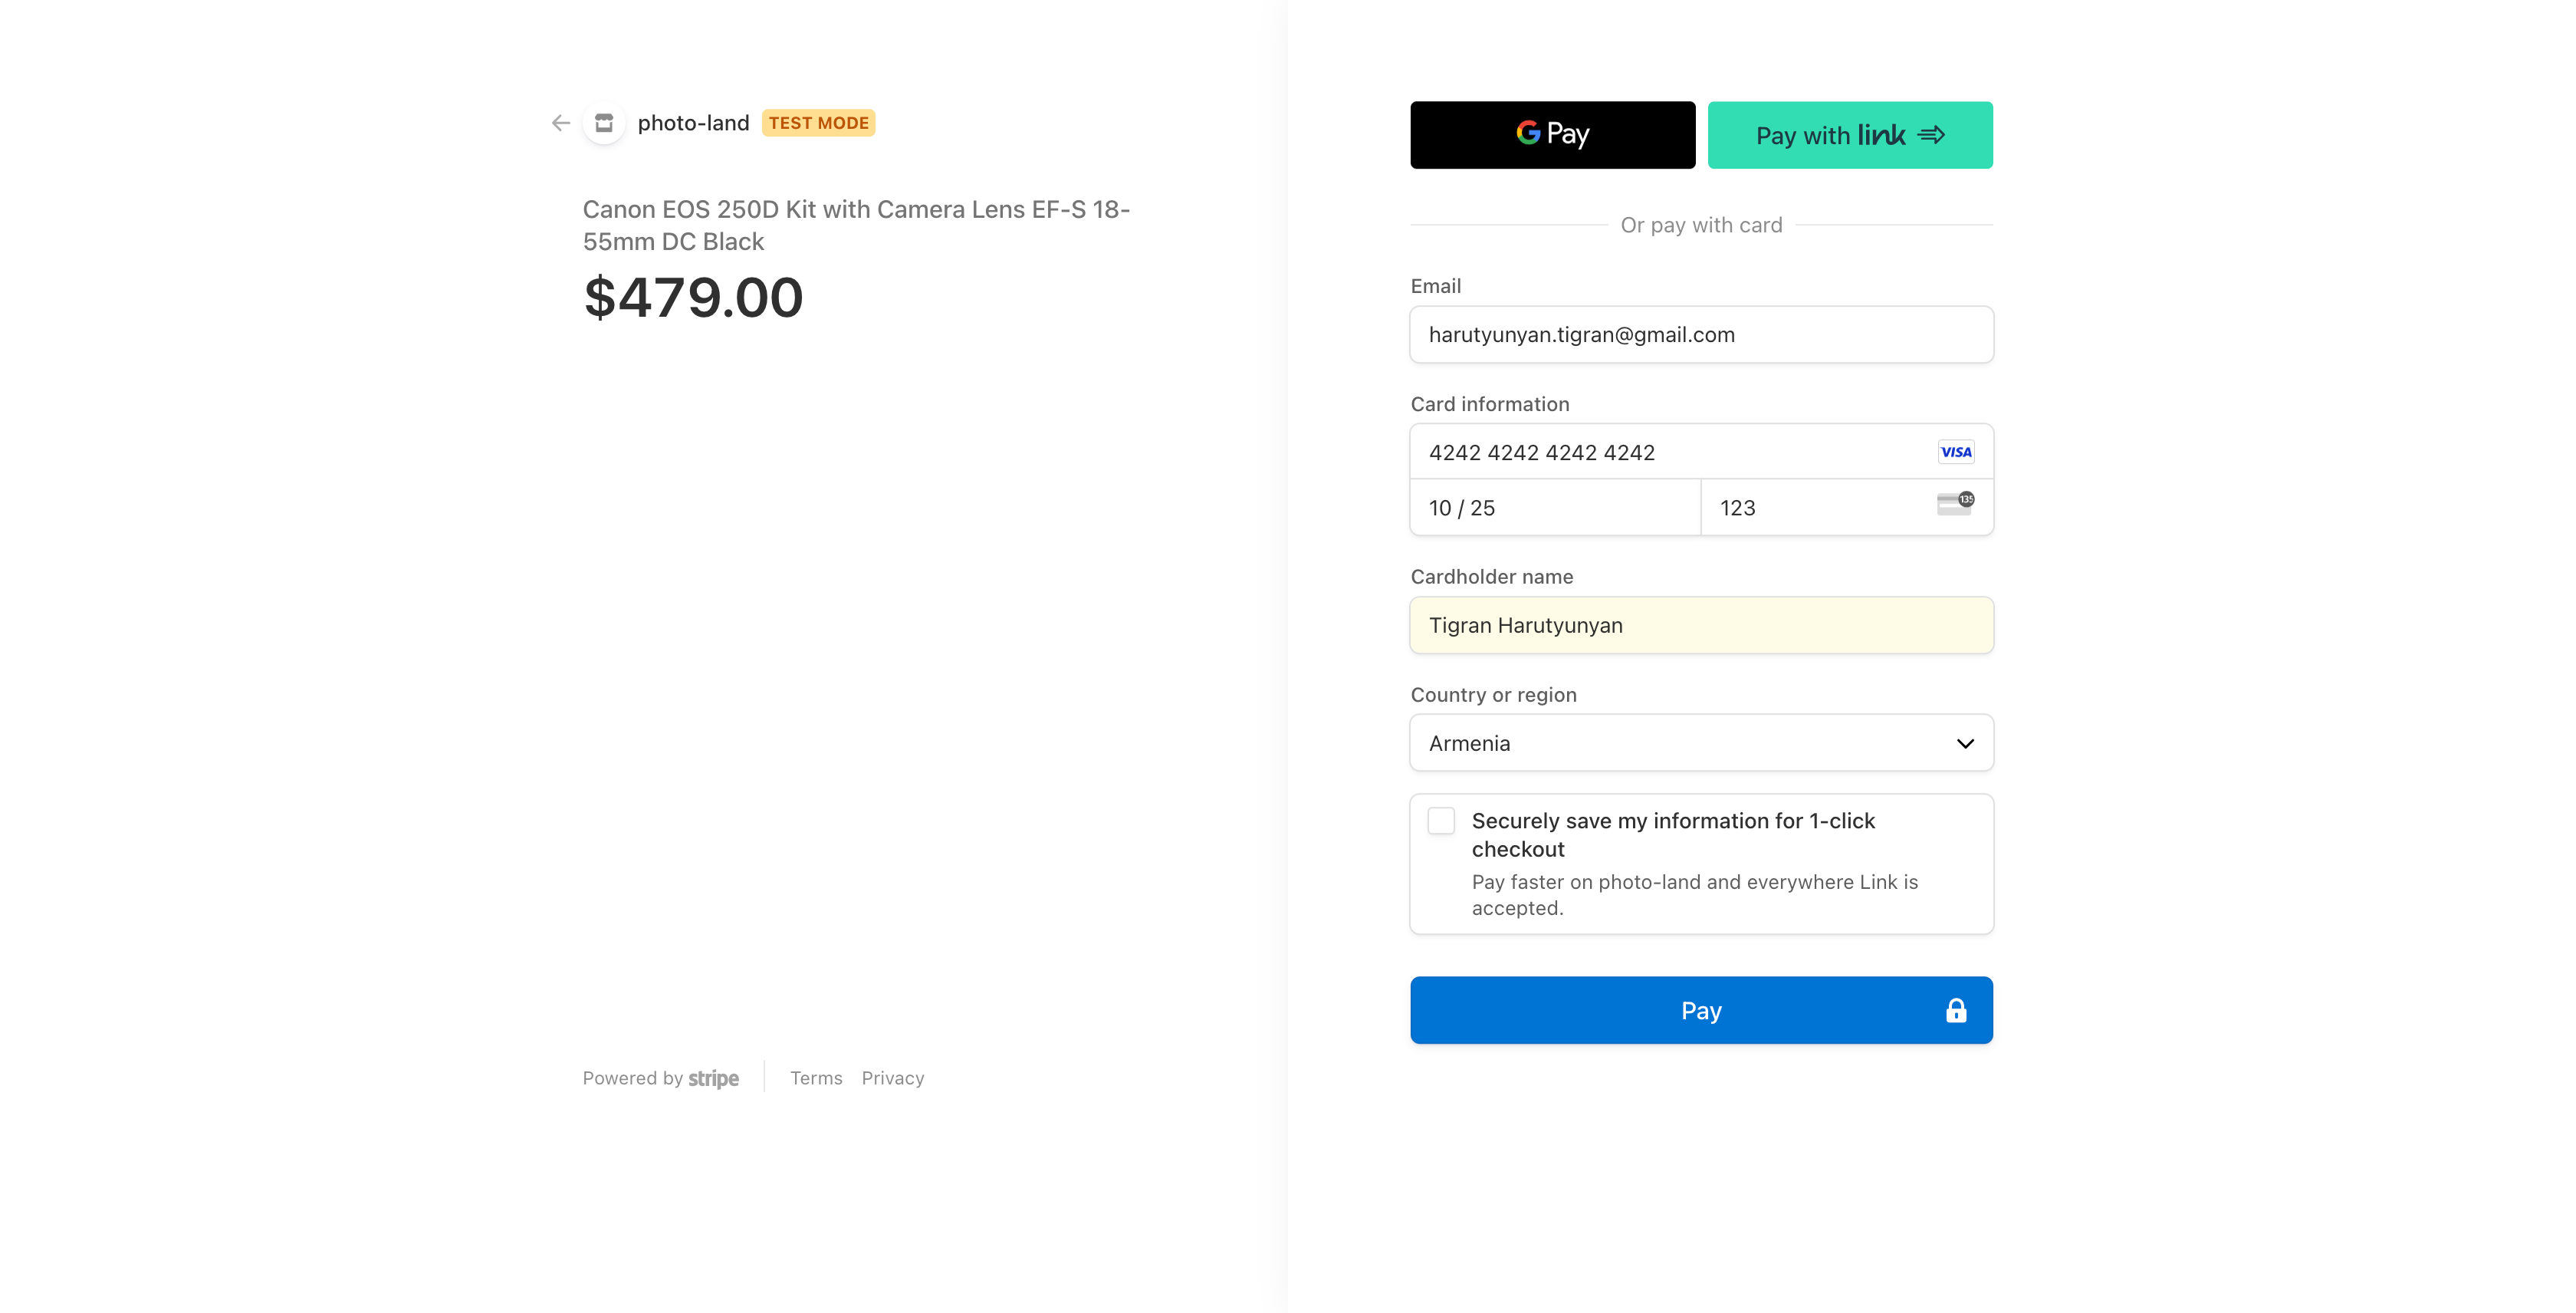 photo-land TEST MODE
Canon EOS 250D Kit with Camera Lens EF-S 18-
55mm DC Black
$479.00
Powered by stripe
Terms Privacy
G Pay
Pay with link
Or pay with card
Email
harutyunyan.tigran@gmail.com
Card information
4242 4242 4242 4242
VISA
10 / 25
123
135
Cardholder name
Tigran Harutyunyan
Country or region
Armenia
Securely save my information for 1-click
checkout
Pay faster on photo-land and everywhere Link is
accepted.
Pay